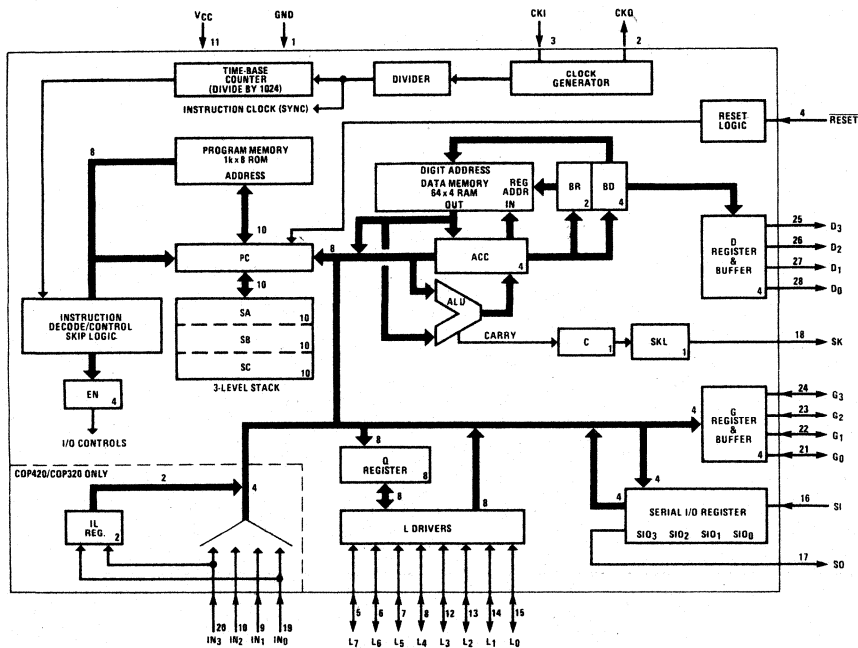 VCC GND CKI CKO
11 1 3 2
TIME-BASE
COUNTER
(DIVIDE BY 1024)
DIVIDER
CLOCK
GENERATOR
INSTRUCTION CLOCK (SYNC)
RESET
LOGIC
4
RESET
8
PROGRAM MEMORY
1k x 8 ROM
ADDRESS
DIGIT ADDRESS
DATA MEMORY
64 x 4 RAM
OUT
REG
ADDR
IN
BR
2
BD
4
10
PC
8
ACC
4
D
REGISTER
&
BUFFER
4
25 D3
26 D2
27 D1
28 D0
10
INSTRUCTION
DECODE/CONTROL
SKIP LOGIC
SA
10
SB
10
SC
10
3-LEVEL STACK
ALU
CARRY
C
1
SKL
1
18
SK
EN
4
I/O CONTROLS
4
G
REGISTER
&
BUFFER
4
24 G3
23 G2
22 G1
21 G0
COP420/COP320 ONLY
2
4
IL
REG.
2
8
Q
REGISTER
8
8
8
L DRIVERS
4
4
SERIAL I/O REGISTER
SIO3 SIO2 SIO1 SIO0
16
SI
17
SO
20 10 9 19
IN3 IN2 IN1 IN0
5 6 7 8 12 13 14 15
L7 L6 L5 L4 L3 L2 L1 L0